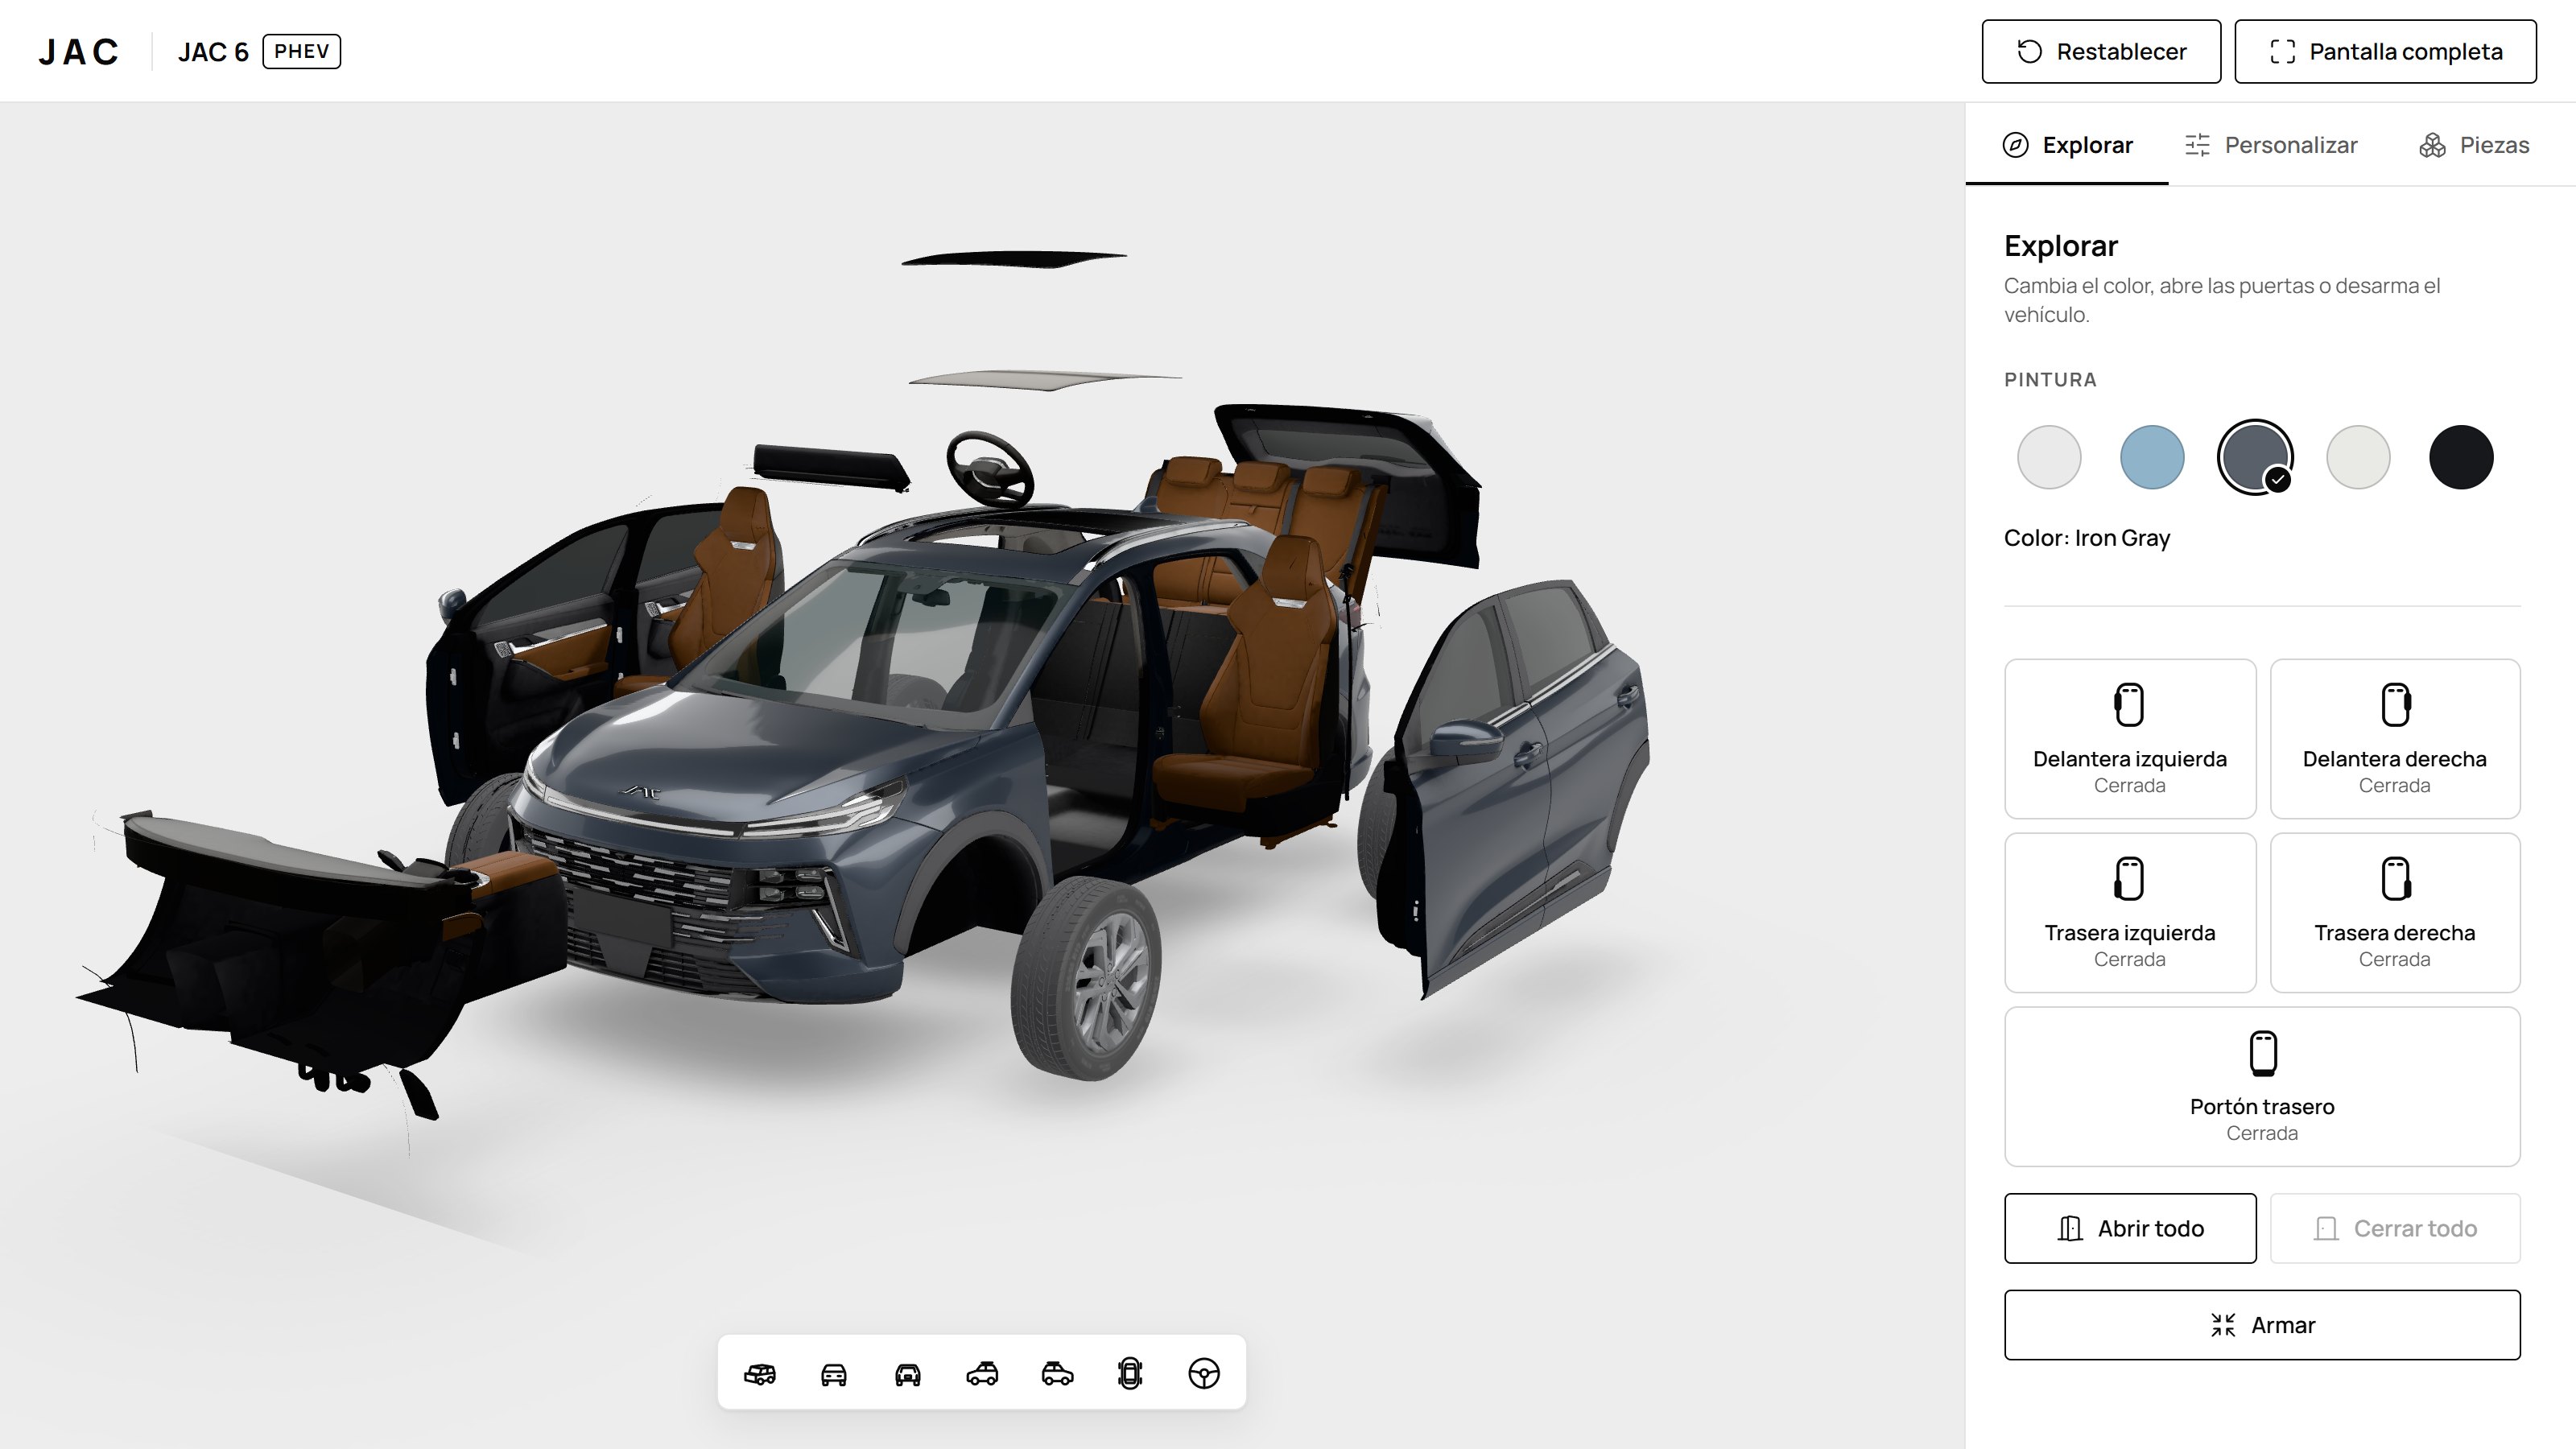 JAC
JAC 6
PHEV
Restablecer
Pantalla completa
Explorar
Personalizar
Piezas
Explorar
Cambia el color, abre las puertas o desarma el
vehículo.
PINTURA
Color: Iron Gray
JAC
Delantera izquierda
Cerrada
Delantera derecha
Cerrada
Trasera izquierda
Cerrada
Trasera derecha
Cerrada
Portón trasero
Cerrada
Abrir todo
Cerrar todo
Armar